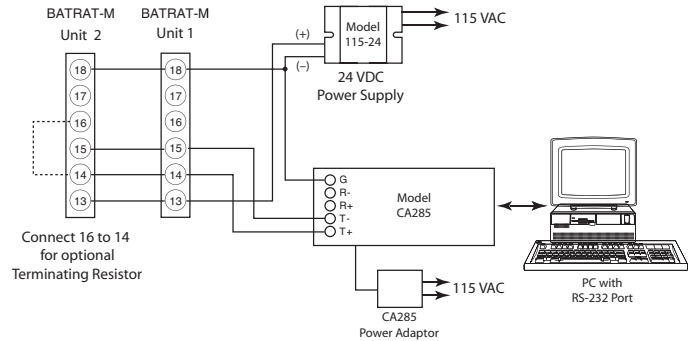 BATRAT-M
Unit 2
BATRAT-M
Unit 1
18
17
16
15
14
13
18
17
16
15
14
13
Connect 16 to 14
for optional
Terminating Resistor
(+)
(–)
Model
115-24
115 VAC
24 VDC
Power Supply
G
R-
R+
T-
T+
Model
CA285
115 VAC
CA285
Power Adaptor
PC with
RS-232 Port